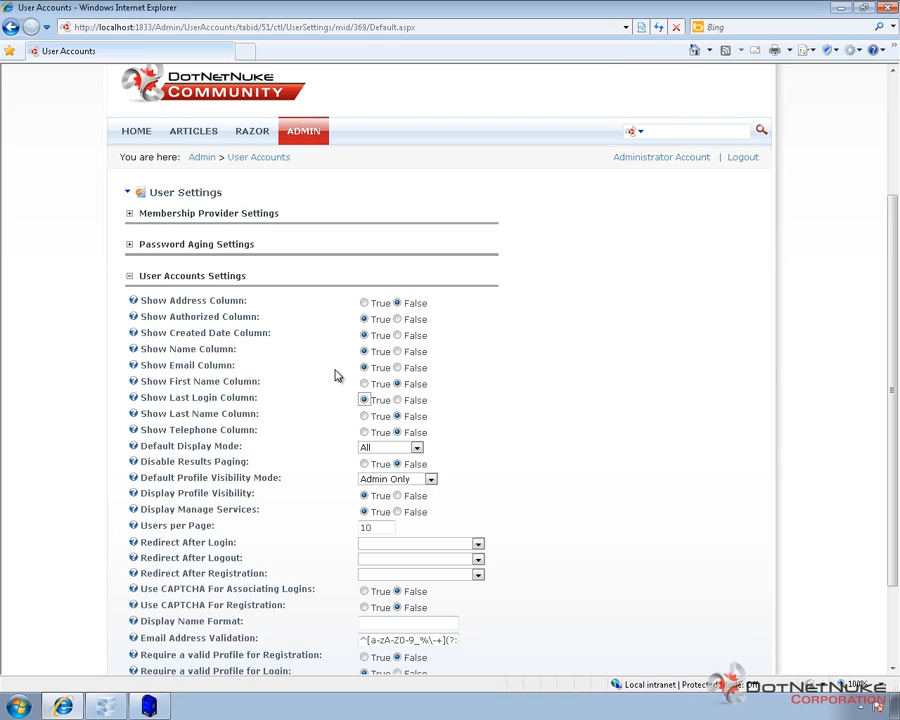 User Accounts - Windows Internet Explorer
http://localhost:1833/Admin/UserAccounts/tabid/51/ctl/UserSettings/mid/369/Default.aspx
Bing
User Accounts
DOTNETNUKE
COMMUNITY
HOME ARTICLES RAZOR ADMIN
You are here: Admin > User Accounts Administrator Account | Logout
User Settings
Membership Provider Settings
Password Aging Settings
User Accounts Settings
Show Address Column: True False
Show Authorized Column: True False
Show Created Date Column: True False
Show Name Column: True False
Show Email Column: True False
Show First Name Column: True False
Show Last Login Column: True False
Show Last Name Column: True False
Show Telephone Column: True False
Default Display Mode: All
Disable Results Paging: True False
Default Profile Visibility Mode: Admin Only
Display Profile Visibility: True False
Display Manage Services: True False
Users per Page: 10
Redirect After Login:
Redirect After Logout:
Redirect After Registration:
Use CAPTCHA For Associating Logins: True False
Use CAPTCHA For Registration: True False
Display Name Format:
Email Address Validation: ^[a-zA-Z0-9_%\-+](?:
Require a valid Profile for Registration: True False
Require a valid Profile for Login: True False
Local intranet | Protected Mode: Off 100%
DOTNETNUKE
CORPORATION